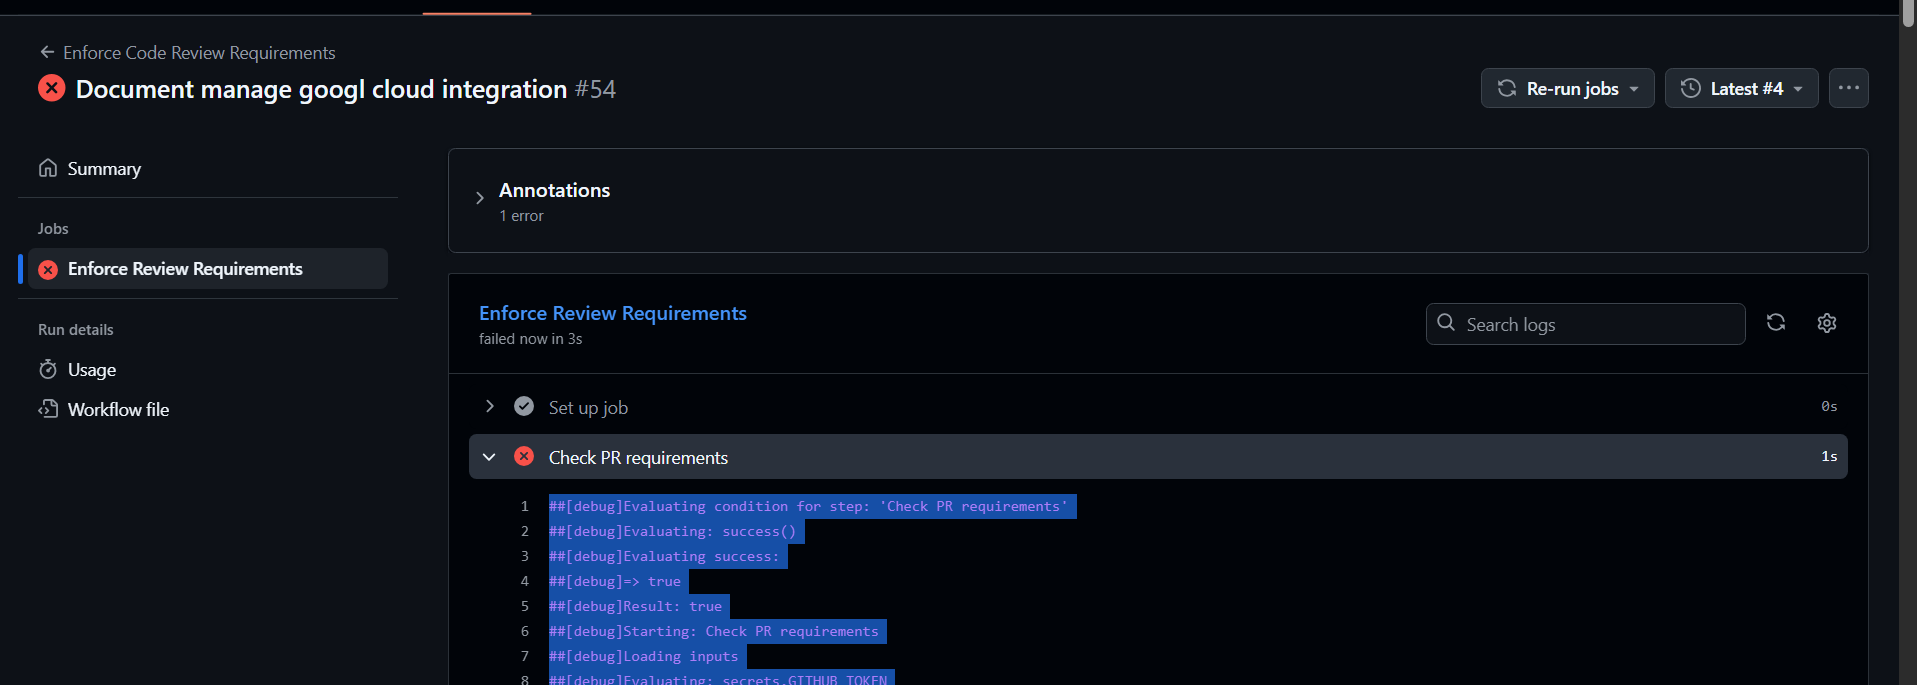 Enforce Code Review Requirements
Document manage googl cloud integration #54
Re-run jobs
Latest #4
Summary
Jobs
Enforce Review Requirements
Run details
Usage
Workflow file
Annotations
1 error
Enforce Review Requirements
failed now in 3s
Search logs
Set up job
0s
Check PR requirements
1s
1 ##[debug]Evaluating condition for step: 'Check PR requirements'
2 ##[debug]Evaluating: success()
3 ##[debug]Evaluating success:
4 ##[debug]=> true
5 ##[debug]Result: true
6 ##[debug]Starting: Check PR requirements
7 ##[debug]Loading inputs
8 ##[debug]Evaluating: secrets.GITHUB_TOKEN